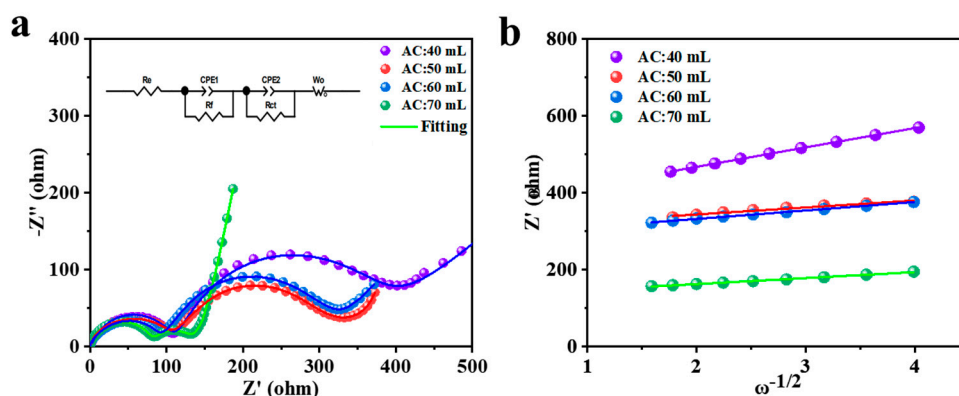 a
400
300
200
100
0
-Z'' (ohm)
0
100
200
300
400
500
Z' (ohm)
Re
CPE1
CPE2
Wo
Rf
Rct
AC:40 mL
AC:50 mL
AC:60 mL
AC:70 mL
Fitting
b
800
600
400
200
0
Z' (ohm)
1
2
3
4
ω-1/2
AC:40 mL
AC:50 mL
AC:60 mL
AC:70 mL